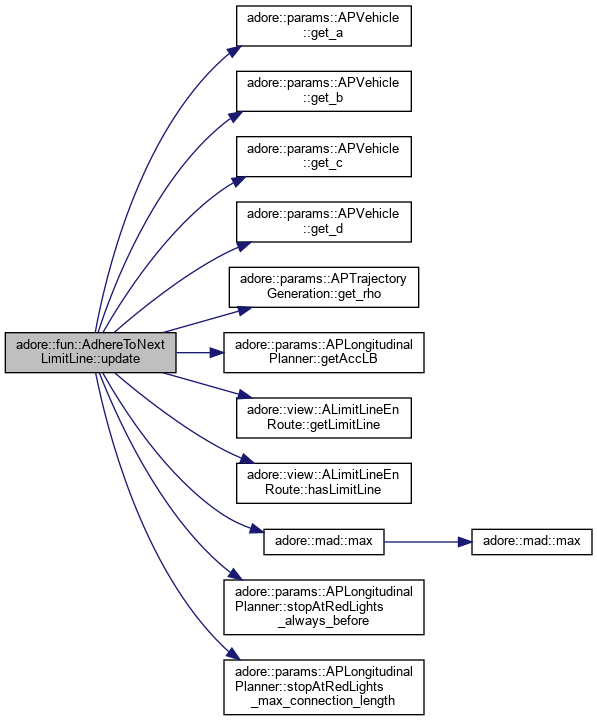 adore::params::APVehicle
::get_a
adore::params::APVehicle
::get_b
adore::params::APVehicle
::get_c
adore::params::APVehicle
::get_d
adore::params::APTrajectory
Generation::get_rho
adore::fun::AdhereToNext
LimitLine::update
adore::params::APLongitudinal
Planner::getAccLB
adore::view::ALimitLineEn
Route::getLimitLine
adore::view::ALimitLineEn
Route::hasLimitLine
adore::mad::max
adore::mad::max
adore::params::APLongitudinal
Planner::stopAtRedLights
_always_before
adore::params::APLongitudinal
Planner::stopAtRedLights
_max_connection_length